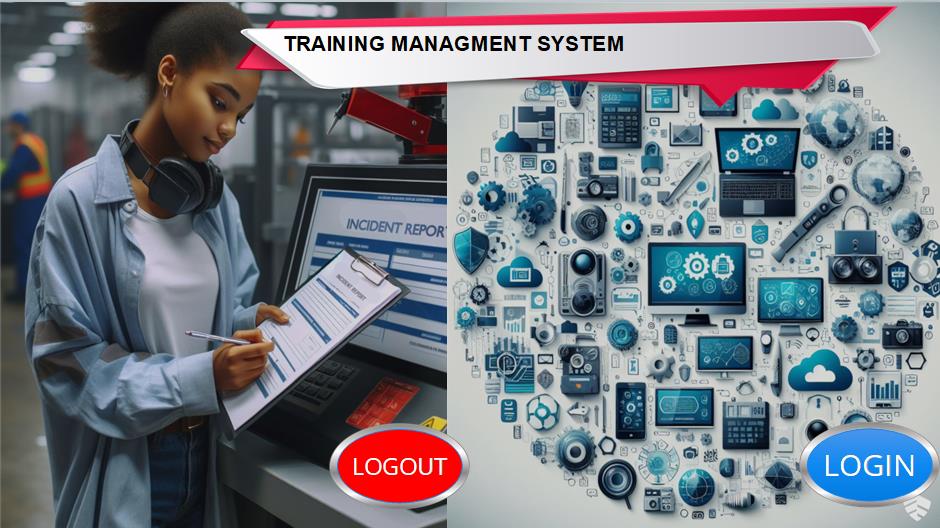 TRAINING MANAGMENT SYSTEM
INCIDENT REPORT
INCIDENT REPORT
LOGOUT
LOGIN